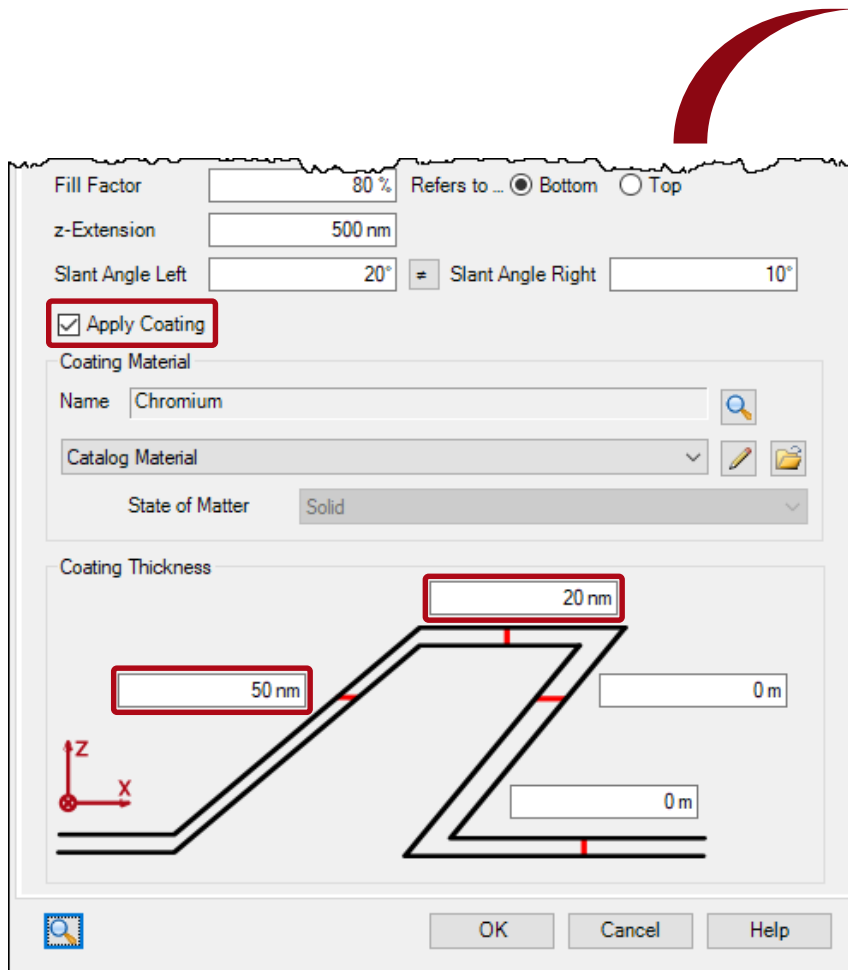 Fill Factor 80 % Refers to ... Bottom Top
z-Extension 500 nm
Slant Angle Left 20° ≠ Slant Angle Right 10°
Apply Coating
Coating Material
Name Chromium
Catalog Material
State of Matter Solid
Coating Thickness
20 nm
50 nm 0 m
Z
X
0 m
OK Cancel Help